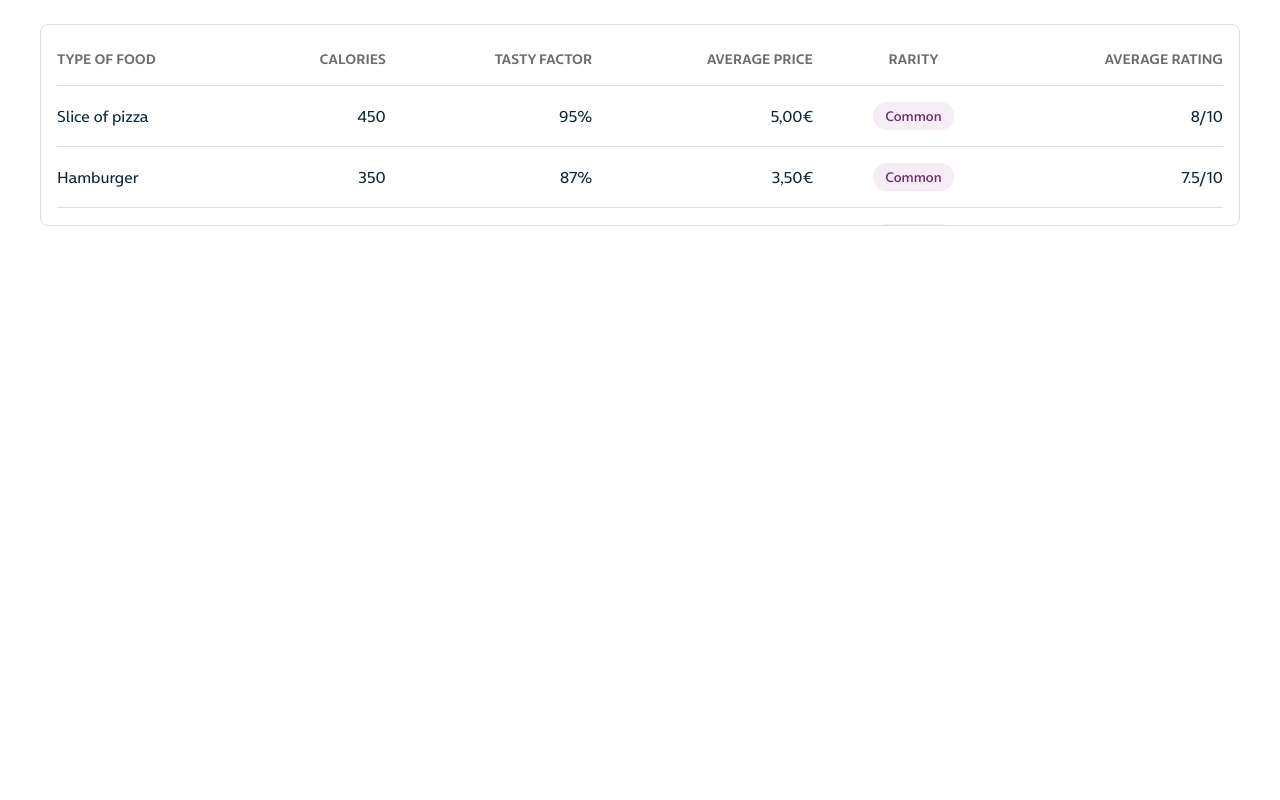 TYPE OF FOOD CALORIES TASTY FACTOR AVERAGE PRICE RARITY AVERAGE RATING
Slice of pizza 450 95% 5,00€ Common 8/10
Hamburger 350 87% 3,50€ Common 7.5/10